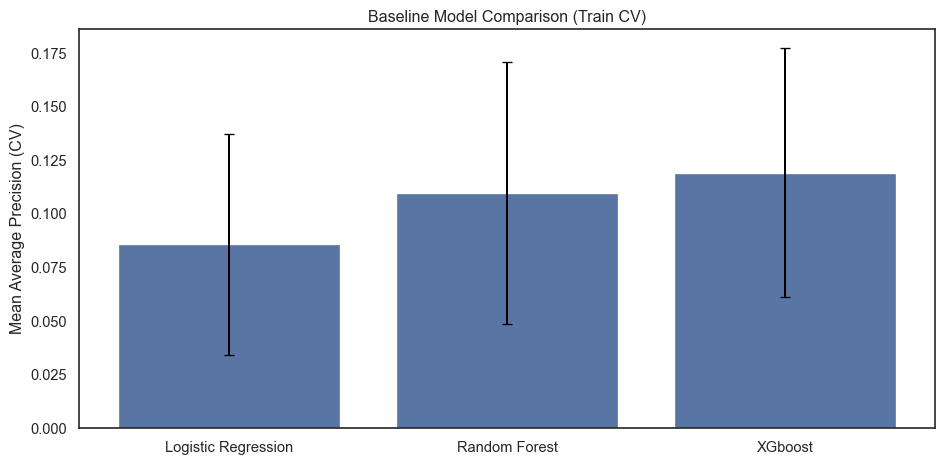 Baseline Model Comparison (Train CV)
Mean Average Precision (CV)
0.175
0.150
0.125
0.100
0.075
0.050
0.025
0.000
Logistic Regression
Random Forest
XGboost